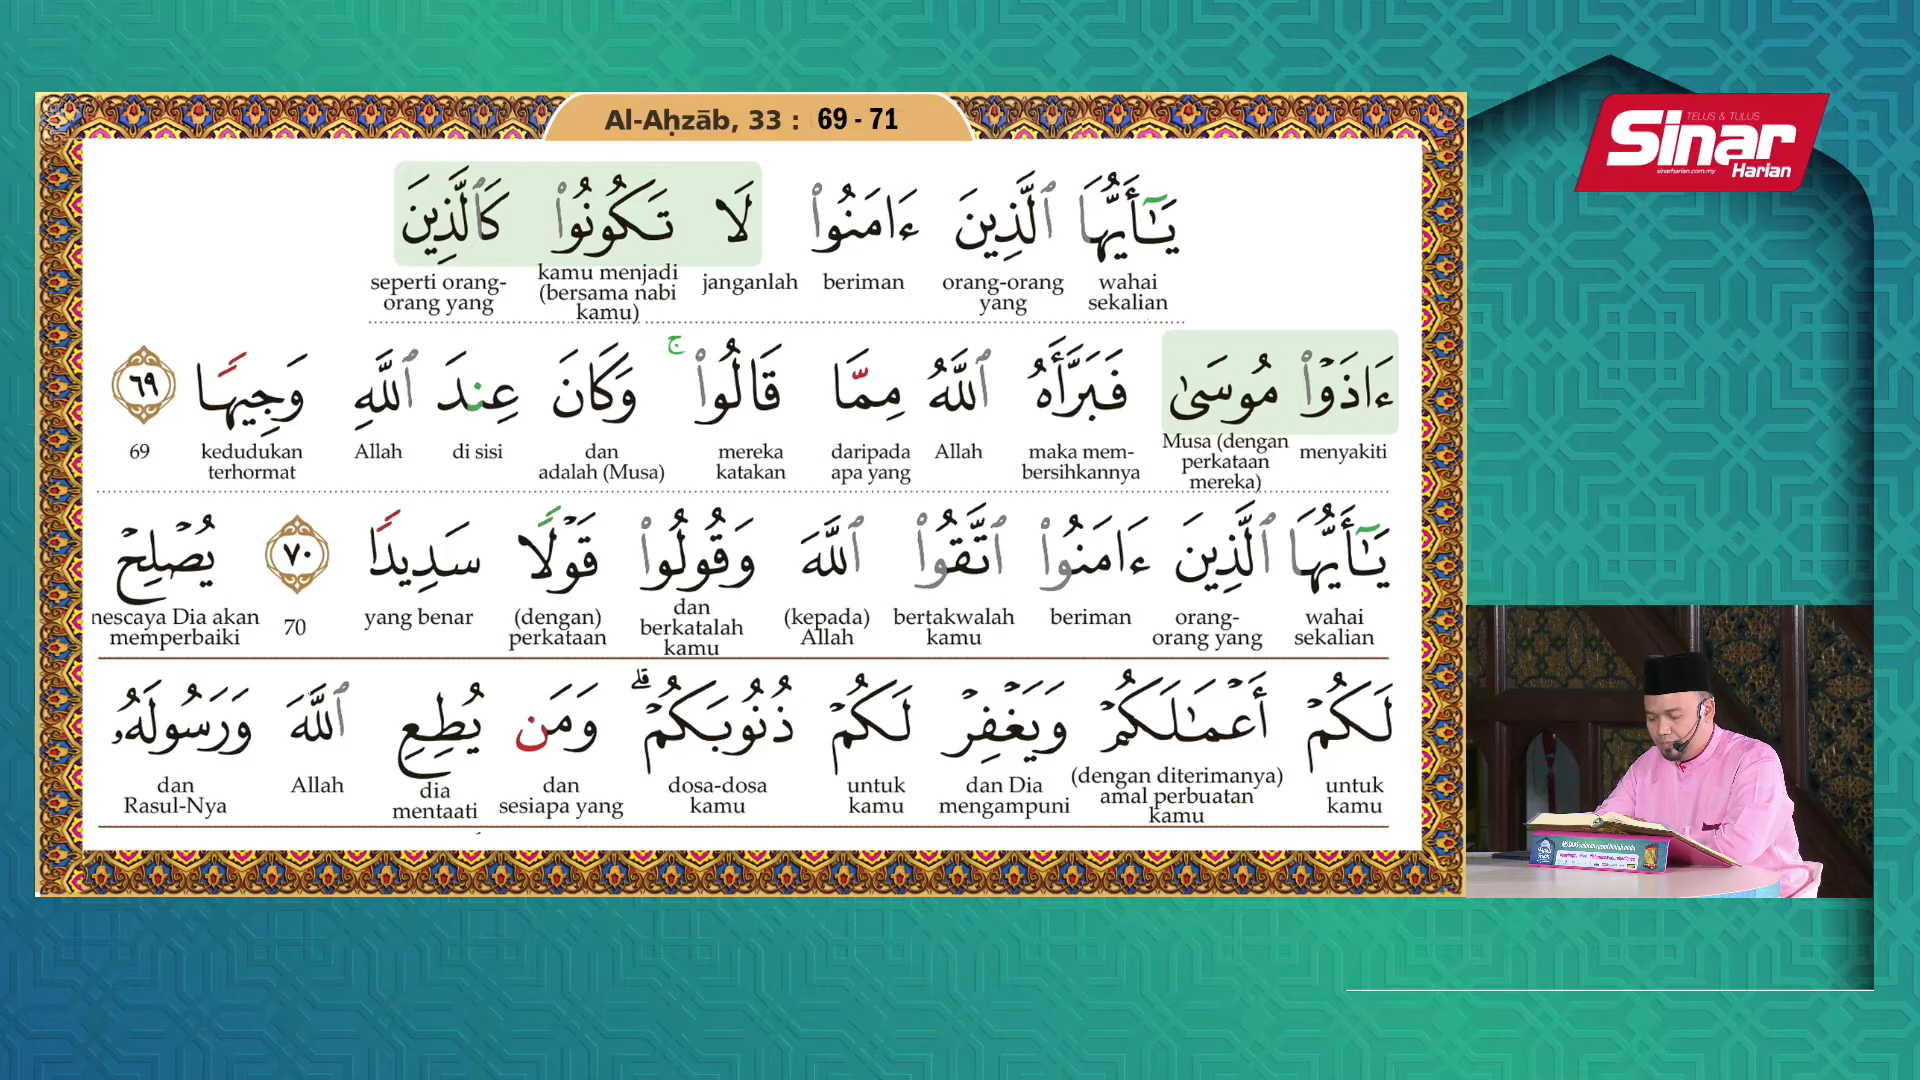 Al-Aḥzāb, 33 : 69 - 71
يَـٰٓأَيُّهَا ٱلَّذِينَ ءَامَنُوا۟ لَا تَكُونُوا۟ كَٱلَّذِينَ
wahai sekalian orang-orang yang beriman janganlah kamu menjadi (bersama nabi kamu) seperti orang-orang yang
ءَاذَوْا۟ مُوسَىٰ فَبَرَّأَهُ ٱللَّهُ مِمَّا قَالُوا۟ ۚ وَكَانَ عِندَ ٱللَّهِ وَجِيهًا ٦٩
menyakiti Musa (dengan perkataan mereka) maka mem-bersihkannya Allah daripada apa yang mereka katakan dan adalah (Musa) di sisi Allah kedudukan terhormat 69
يَـٰٓأَيُّهَا ٱلَّذِينَ ءَامَنُوا۟ ٱتَّقُوا۟ ٱللَّهَ وَقُولُوا۟ قَوْلًا سَدِيدًا ٧٠ يُصْلِحْ
wahai sekalian orang-orang yang beriman bertakwalah kamu (kepada) Allah dan berkatalah kamu (dengan) perkataan yang benar 70 nescaya Dia akan memperbaiki
لَكُمْ أَعْمَـٰلَكُمْ وَيَغْفِرْ لَكُمْ ذُنُوبَكُمْ ۗ وَمَن يُطِعِ ٱللَّهَ وَرَسُولَهُۥ
untuk kamu (dengan diterimanya) amal perbuatan kamu dan Dia mengampuni untuk kamu dosa-dosa kamu dan sesiapa yang dia mentaati Allah dan Rasul-Nya
TELUS & TULUS
Sinar
Harian
sinarharian.com.my